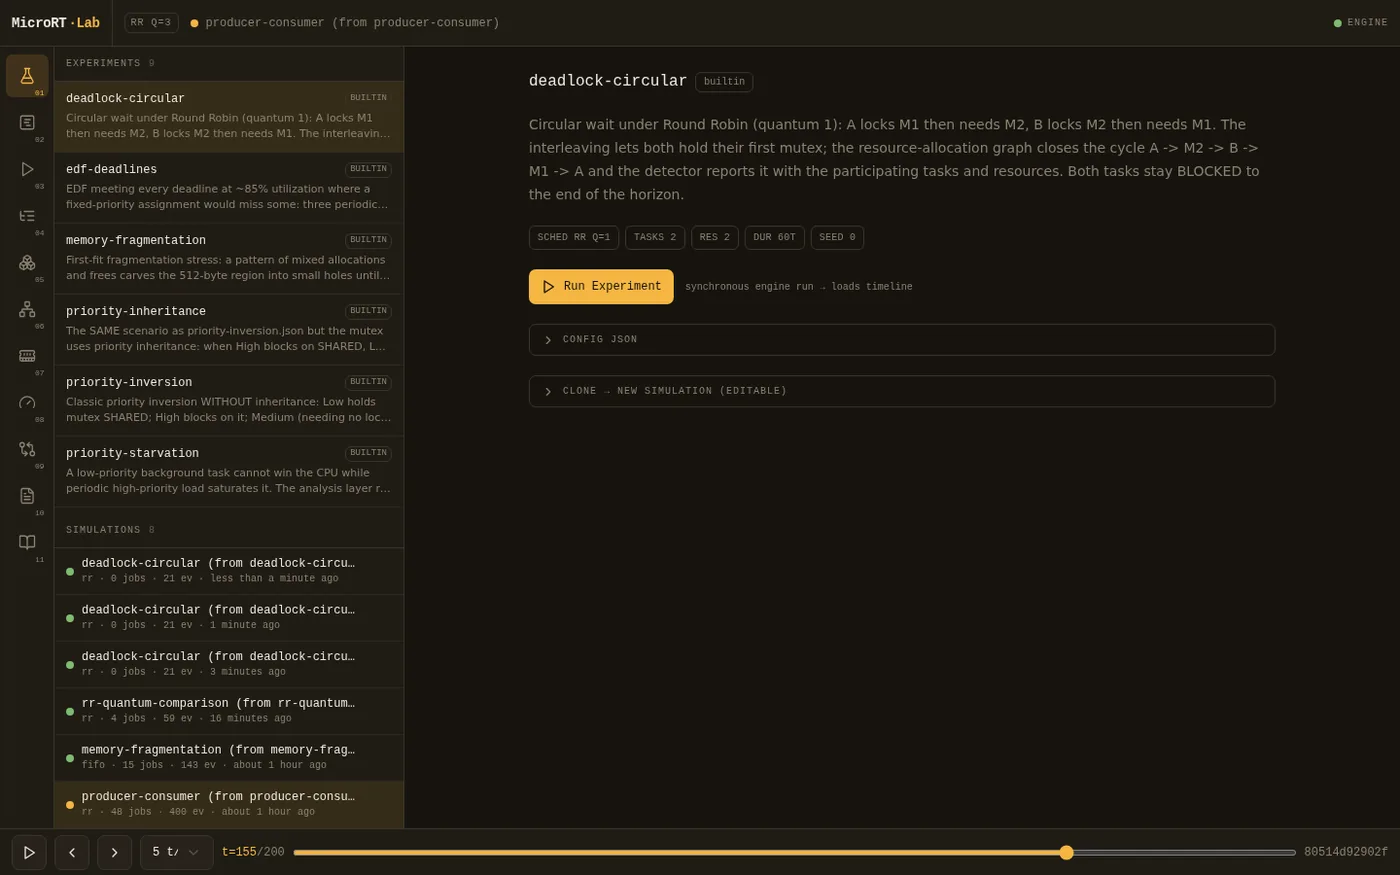 MicroRT·Lab
RR Q=3
producer-consumer (from producer-consumer)
ENGINE
01
02
03
04
05
06
07
08
09
10
11
EXPERIMENTS 9
deadlock-circular
BUILTIN
Circular wait under Round Robin (quantum 1): A locks M1
then needs M2, B locks M2 then needs M1. The interleavin…
edf-deadlines
BUILTIN
EDF meeting every deadline at ~85% utilization where a
fixed-priority assignment would miss some: three periodic…
memory-fragmentation
BUILTIN
First-fit fragmentation stress: a pattern of mixed allocations
and frees carves the 512-byte region into small holes until…
priority-inheritance
BUILTIN
The SAME scenario as priority-inversion.json but the mutex
uses priority inheritance: when High blocks on SHARED, L…
priority-inversion
BUILTIN
Classic priority inversion WITHOUT inheritance: Low holds
mutex SHARED; High blocks on it; Medium (needing no loc…
priority-starvation
BUILTIN
A low-priority background task cannot win the CPU while
periodic high-priority load saturates it. The analysis layer r…
SIMULATIONS 8
deadlock-circular (from deadlock-circu…
rr · 0 jobs · 21 ev · less than a minute ago
deadlock-circular (from deadlock-circu…
rr · 0 jobs · 21 ev · 1 minute ago
deadlock-circular (from deadlock-circu…
rr · 0 jobs · 21 ev · 3 minutes ago
rr-quantum-comparison (from rr-quantum…
rr · 4 jobs · 59 ev · 16 minutes ago
memory-fragmentation (from memory-frag…
fifo · 15 jobs · 143 ev · about 1 hour ago
producer-consumer (from producer-consu…
rr · 48 jobs · 400 ev · about 1 hour ago
deadlock-circular
builtin
Circular wait under Round Robin (quantum 1): A locks M1 then needs M2, B locks M2 then needs M1. The
interleaving lets both hold their first mutex; the resource-allocation graph closes the cycle A -> M2 -> B ->
M1 -> A and the detector reports it with the participating tasks and resources. Both tasks stay BLOCKED to
the end of the horizon.
SCHED RR Q=1
TASKS 2
RES 2
DUR 60T
SEED 0
Run Experiment
synchronous engine run → loads timeline
CONFIG JSON
CLONE → NEW SIMULATION (EDITABLE)
5 t/
t=155/200
80514d92902f